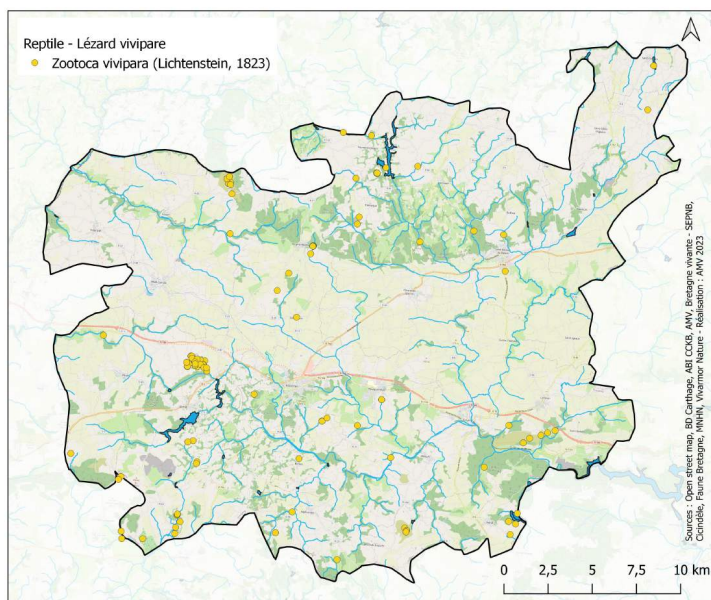 Reptile - Lézard vivipare
Zootoca vivipara (Lichtenstein, 1823)
Sources : Open street map, BD Carthage, ABI CCKB, AMV, Bretagne vivante - SEPNB,
Cicindèle, Faune Bretagne, MNHN, Vivarmor Nature - Réalisation : AMV 2023
0 2,5 5 7,5 10 km